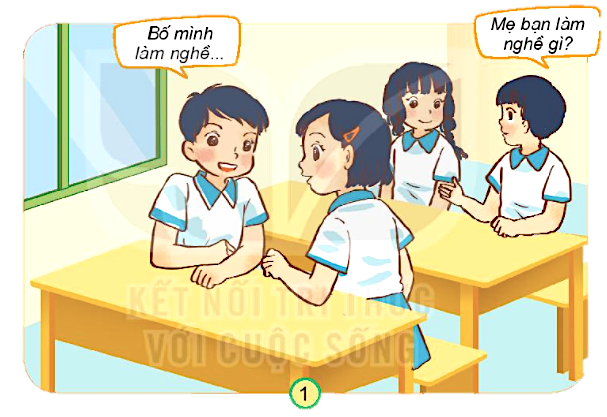 Bố mình
làm nghề...
Mẹ bạn làm
nghề gì?
KẾT NỐI TRI THỨC
VỚI CUỘC SỐNG
1